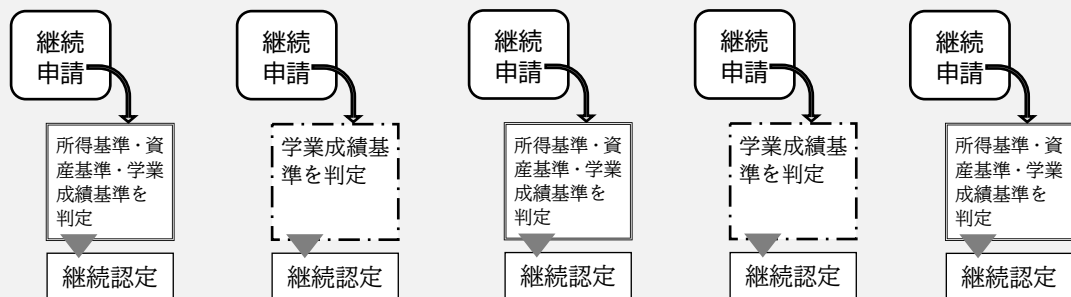 継続
申請
所得基準・資
産基準・学業
成績基準を
判定
継続認定
継続
申請
学業成績基
準を判定
継続認定
継続
申請
所得基準・資
産基準・学業
成績基準を
判定
継続認定
継続
申請
学業成績基
準を判定
継続認定
継続
申請
所得基準・資
産基準・学業
成績基準を
判定
継続認定